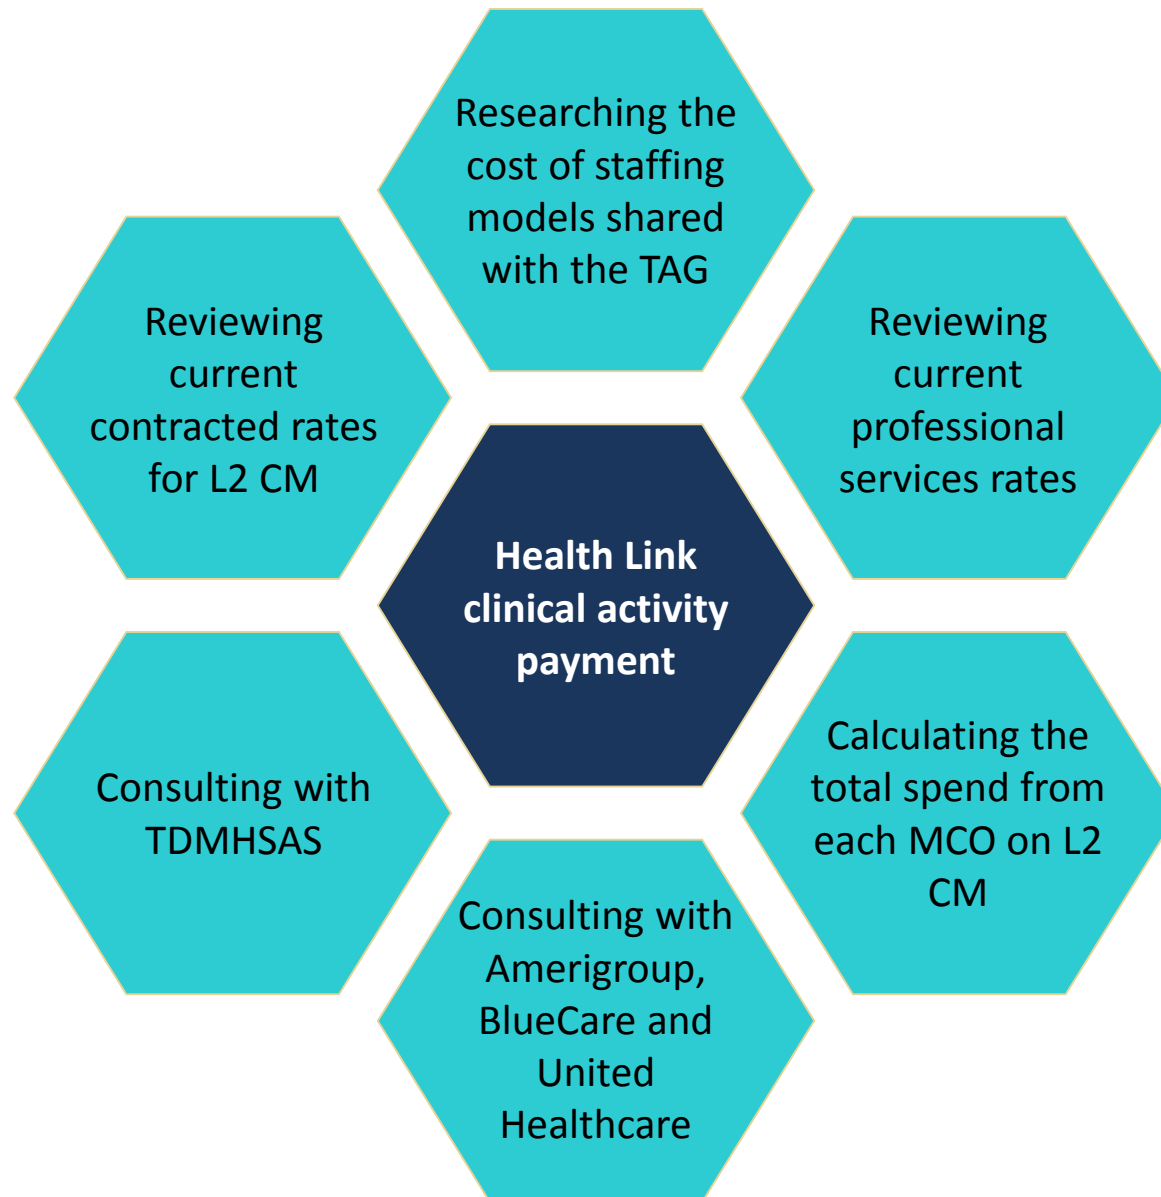 Researching the
cost of staffing
models shared
with the TAG
Reviewing
current
contracted rates
for L2 CM
Reviewing
current
professional
services rates
Health Link
clinical activity
payment
Consulting with
TDMHSAS
Calculating the
total spend from
each MCO on L2
CM
Consulting with
Amerigroup,
BlueCare and
United
Healthcare